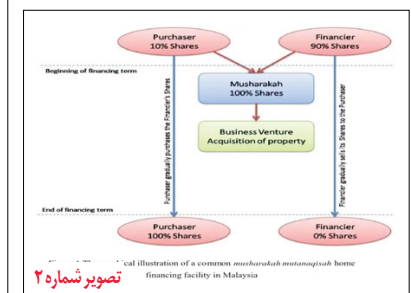 Purchaser
10% Shares
Financier
90% Shares
Beginning of financing term
Musharakah
100% Shares
Business Venture
Acquisition of property
Purchaser gradually purchases the Financier's Shares
Financier gradually sells its Shares to the Purchaser
End of financing term
Purchaser
100% Shares
Financier
0% Shares
ical illustration of a common musharakah mutanaqisah home
financing facility in Malaysia
تصویر شماره ۲